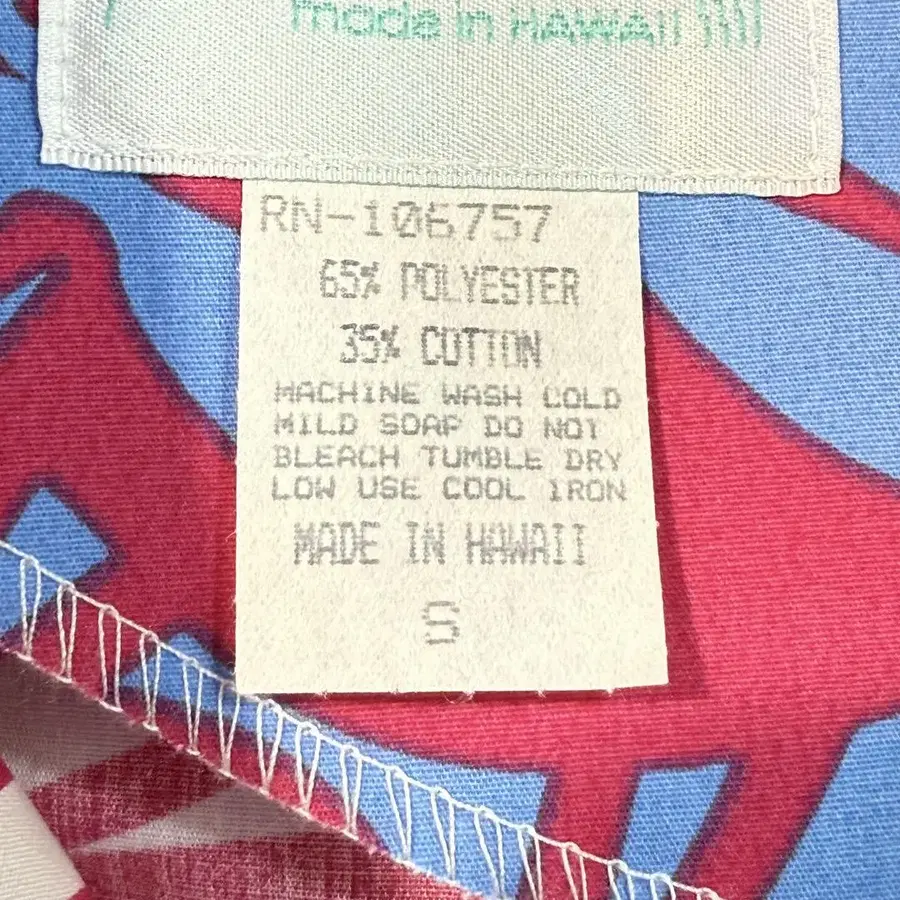 made in HAWAII
RN-106757
65% POLYESTER
35% COTTON
MACHINE WASH COLD
MILD SOAP DO NOT
BLEACH TUMBLE DRY
LOW USE COOL IRON
MADE IN HAWAII
S